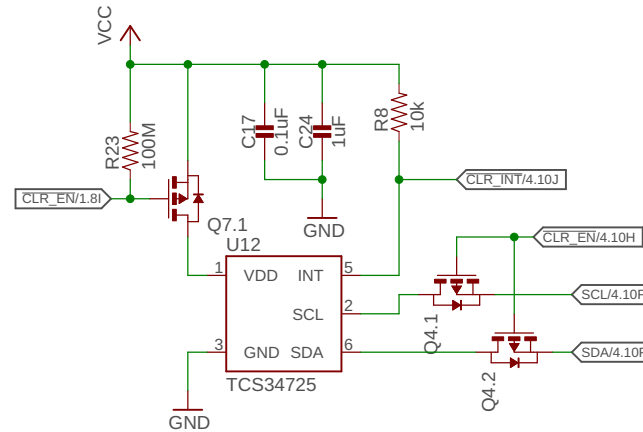 VCC
R23
100M
C17
0.1uF
C24
1uF
R8
10k
CLR_EN/1.8I
CLR_INT/4.10J
Q7.1
GND
U12
CLR_EN/4.10H
1
VDD
INT
5
SCL
2
SCL/4.10F
Q4.1
3
GND
SDA
6
SDA/4.10F
TCS34725
Q4.2
GND